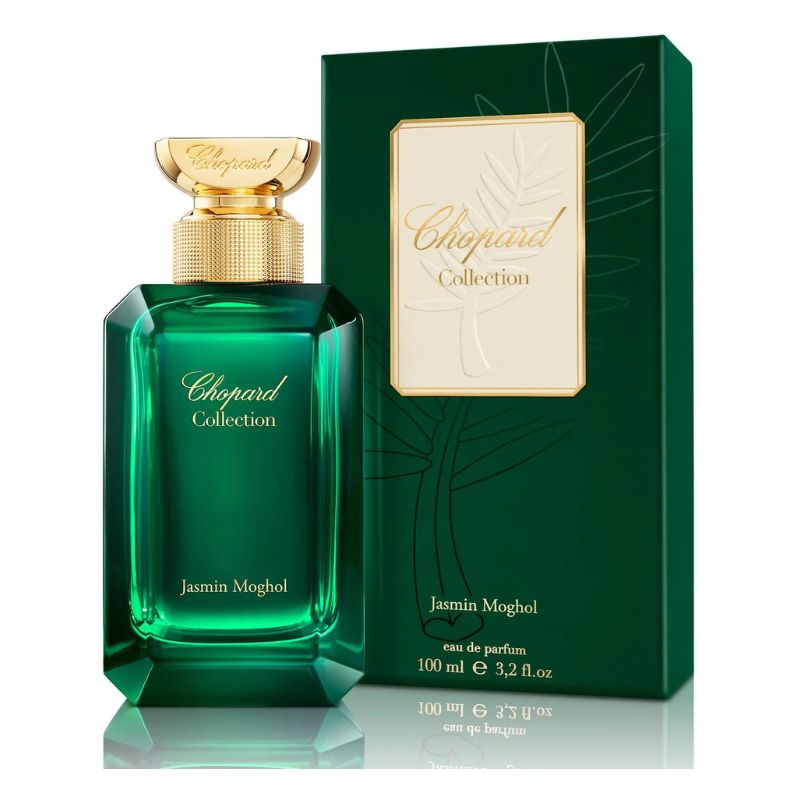 Chopard
Chopard
Collection
Jasmin Moghol
Chopard
Collection
Jasmin Moghol
eau de parfum
100 ml ℮ 3,2 fl.oz